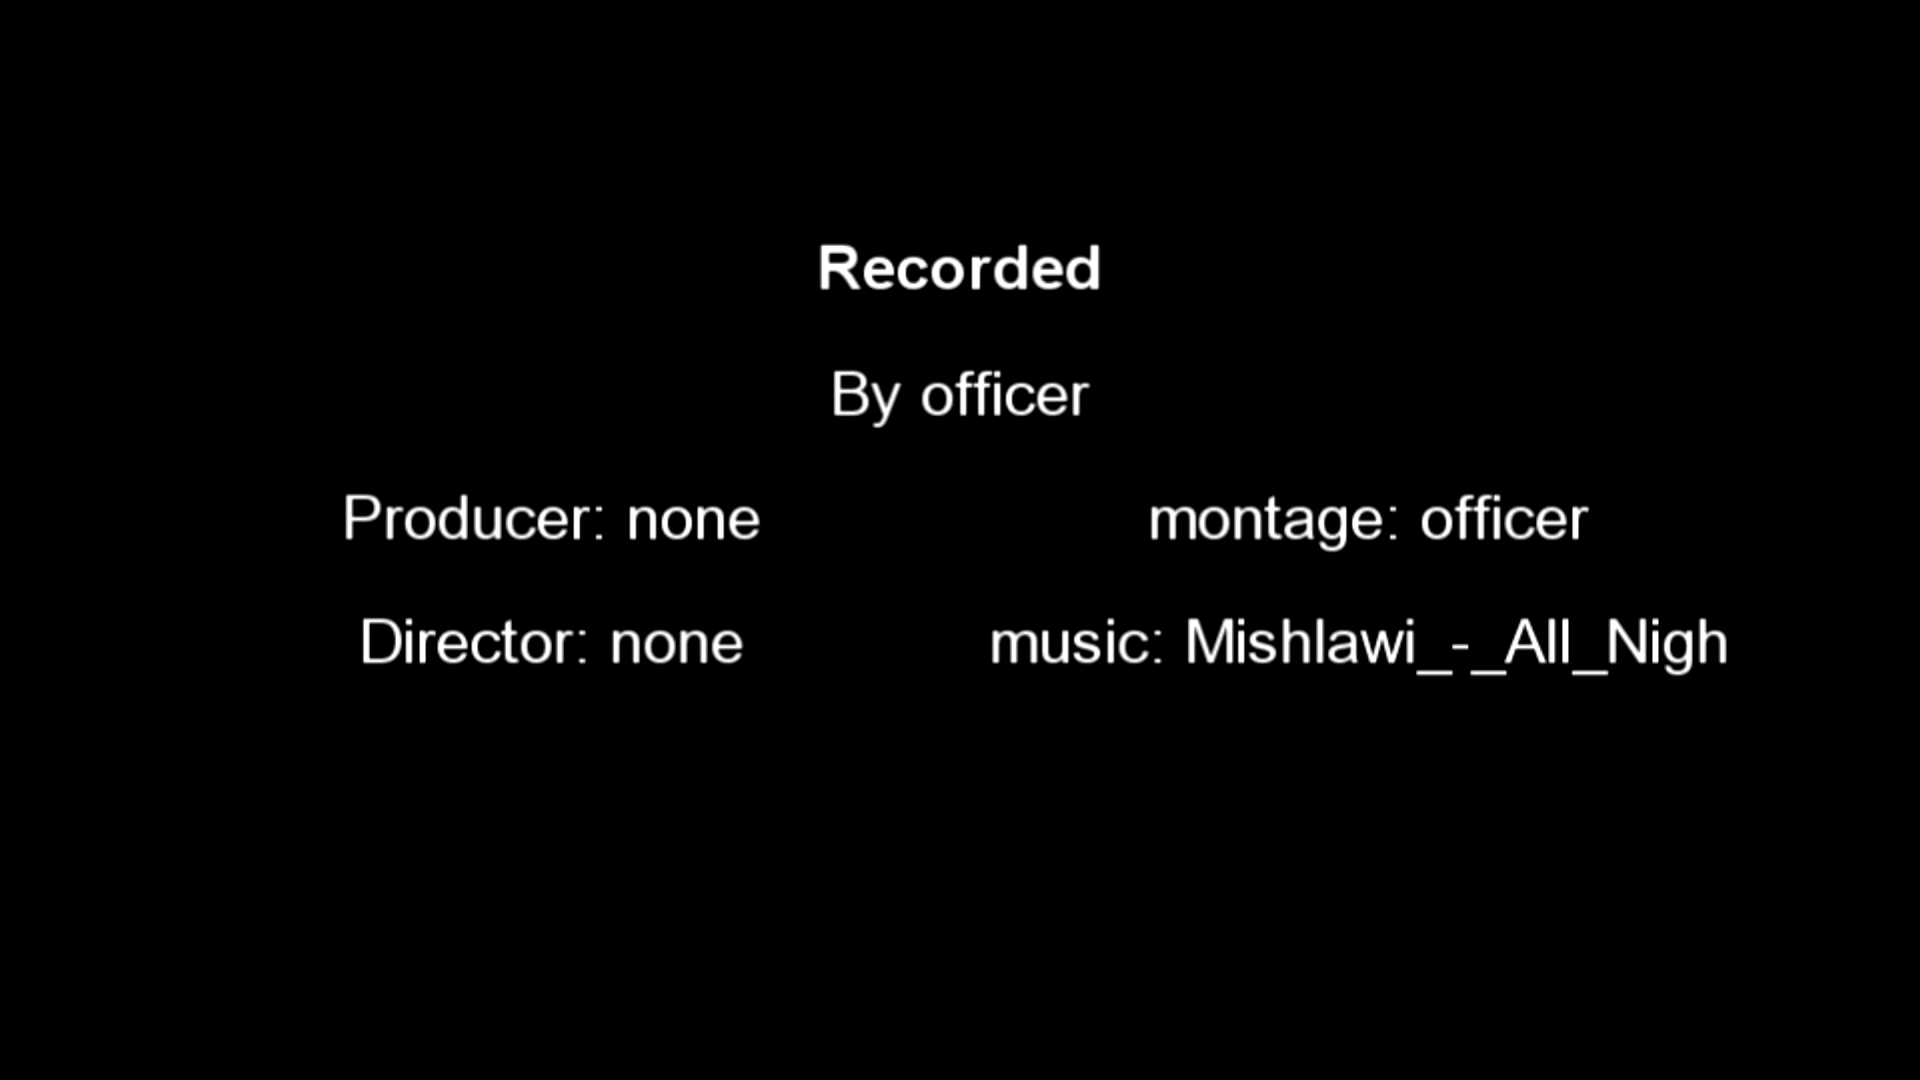 Recorded
By officer
Producer: none montage: officer
Director: none music: Mishlawi_-_All_Nigh